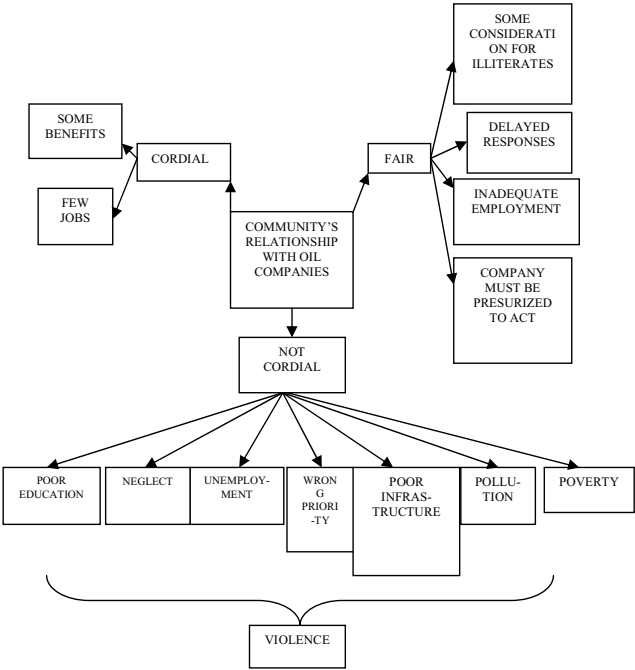 SOME
CONSIDERATI
ON FOR
ILLITERATES
SOME
BENEFITS
CORDIAL
FAIR
DELAYED
RESPONSES
FEW
JOBS
INADEQUATE
EMPLOYMENT
COMMUNITY'S
RELATIONSHIP
WITH OIL
COMPANIES
COMPANY
MUST BE
PRESURIZED
TO ACT
NOT
CORDIAL
POOR
EDUCATION
NEGLECT
UNEMPLOY-
MENT
WRON
G
PRIORI
-TY
POOR
INFRAS-
TRUCTURE
POLLU-
TION
POVERTY
VIOLENCE